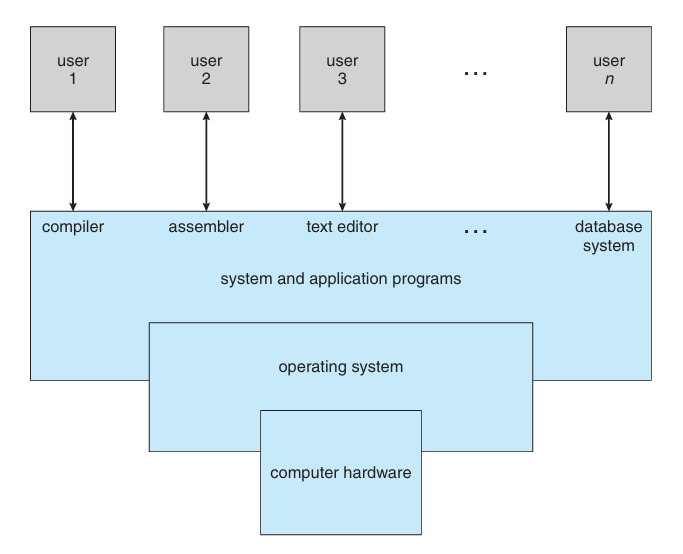 user
1
user
2
user
3
...
user
n
compiler
assembler
text editor
...
database
system
system and application programs
operating system
computer hardware